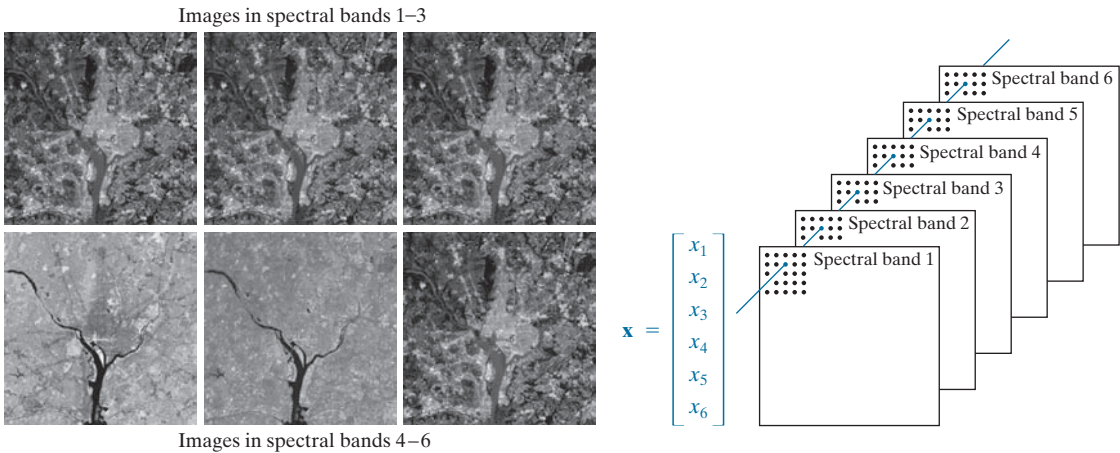 Images in spectral bands 1–3
Images in spectral bands 4–6
Spectral band 6
Spectral band 5
Spectral band 4
Spectral band 3
Spectral band 2
Spectral band 1
x =
x₁
x₂
x₃
x₄
x₅
x₆